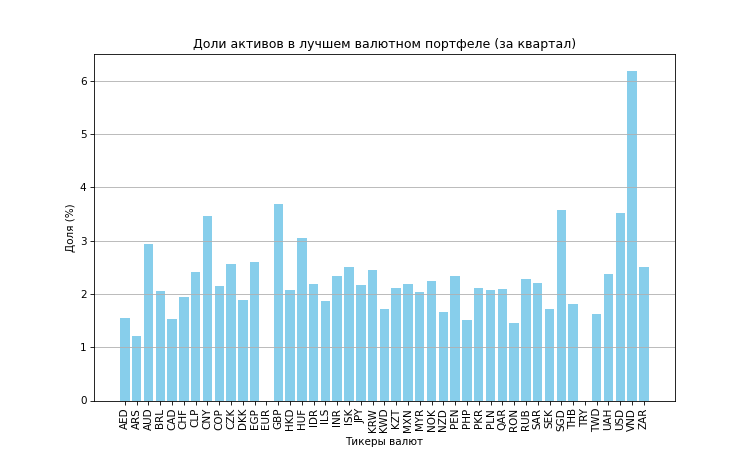 Доли активов в лучшем валютном портфеле (за квартал)
Доля (%)
6
5
4
3
2
1
0
AED ARS AUD BRL CAD CHF CLP CNY COP CZK DKK EGP EUR GBP HKD HUF IDR ILS INR ISK JPY KRW KWD KZT MXN MYR NOK NZD PEN PHP PKR PLN QAR RON RUB SAR SEK SGD THB TRY TWD UAH USD VND ZAR
Тикеры валют